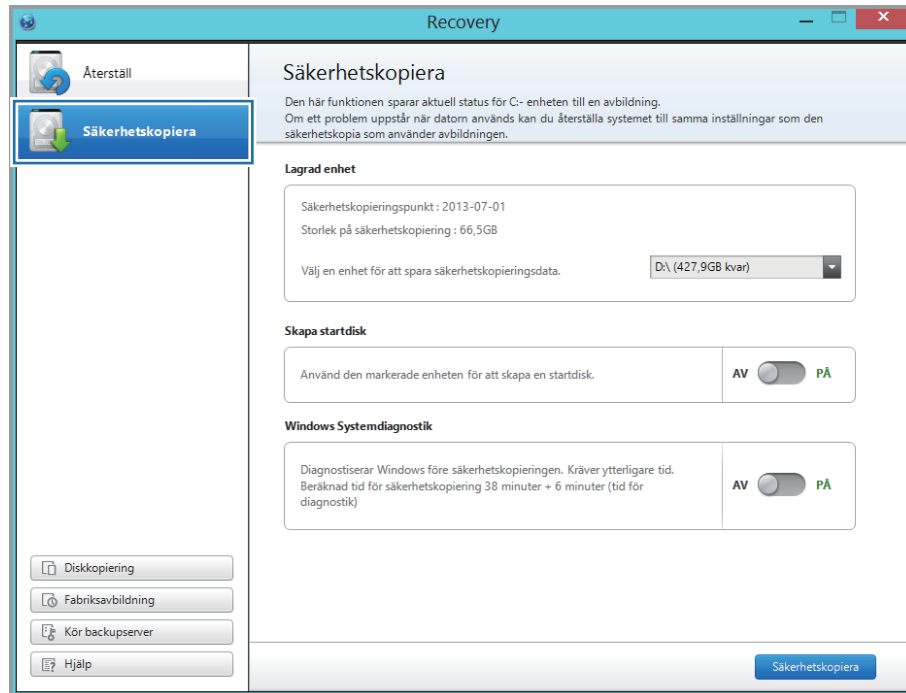 Recovery
Återställ
Säkerhetskopiera
Säkerhetskopiera
Den här funktionen sparar aktuell status för C:- enheten till en avbildning.
Om ett problem uppstår när datorn används kan du återställa systemet till samma inställningar som den
säkerhetskopia som använder avbildningen.
Lagrad enhet
Säkerhetskopieringspunkt : 2013-07-01
Storlek på säkerhetskopiering : 66,5GB
Välj en enhet för att spara säkerhetskopieringsdata.
D:\ (427,9GB kvar)
Skapa startdisk
Använd den markerade enheten för att skapa en startdisk.
AV PÅ
Windows Systemdiagnostik
Diagnostiserar Windows före säkerhetskopieringen. Kräver ytterligare tid.
Beräknad tid för säkerhetskopiering 38 minuter + 6 minuter (tid för
diagnostik)
AV PÅ
Diskkopiering
Fabriksavbildning
Kör backupserver
Hjälp
Säkerhetskopiera